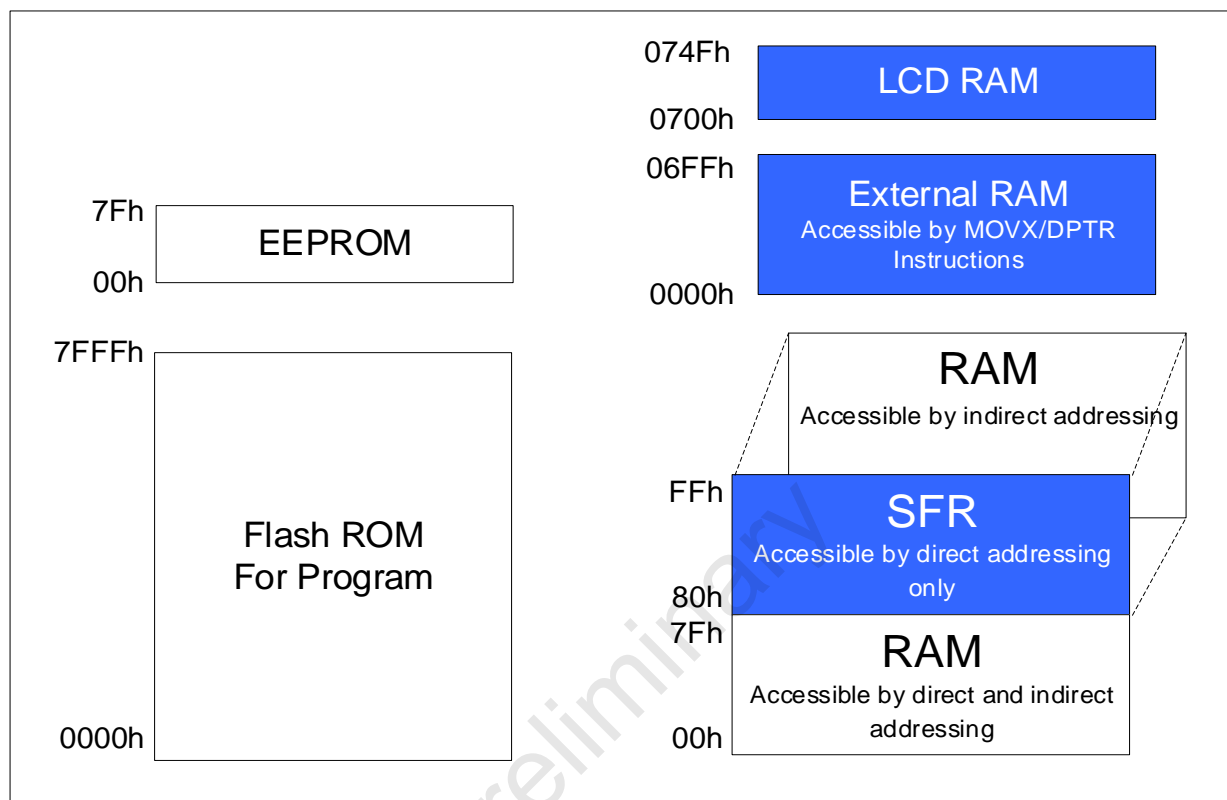 7Fh
EEPROM
00h
7FFFh
Flash ROM
For Program
0000h
074Fh
LCD RAM
0700h
06FFh
External RAM
Accessible by MOVX/DPTR
Instructions
0000h
RAM
Accessible by indirect addressing
FFh
SFR
Accessible by direct addressing
only
80h
7Fh
RAM
Accessible by direct and indirect
addressing
00h
reliminary